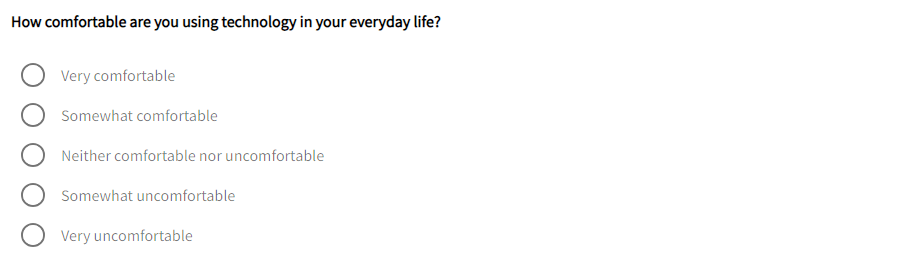 How comfortable are you using technology in your everyday life?
Very comfortable
Somewhat comfortable
Neither comfortable nor uncomfortable
Somewhat uncomfortable
Very uncomfortable